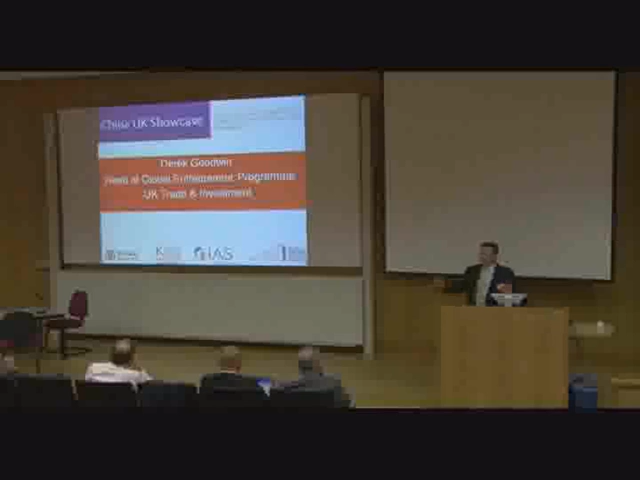 China UK Showcase
Derek Goodwin
Head of Global Entrepreneur Programme
UK Trade & Investment
IAS